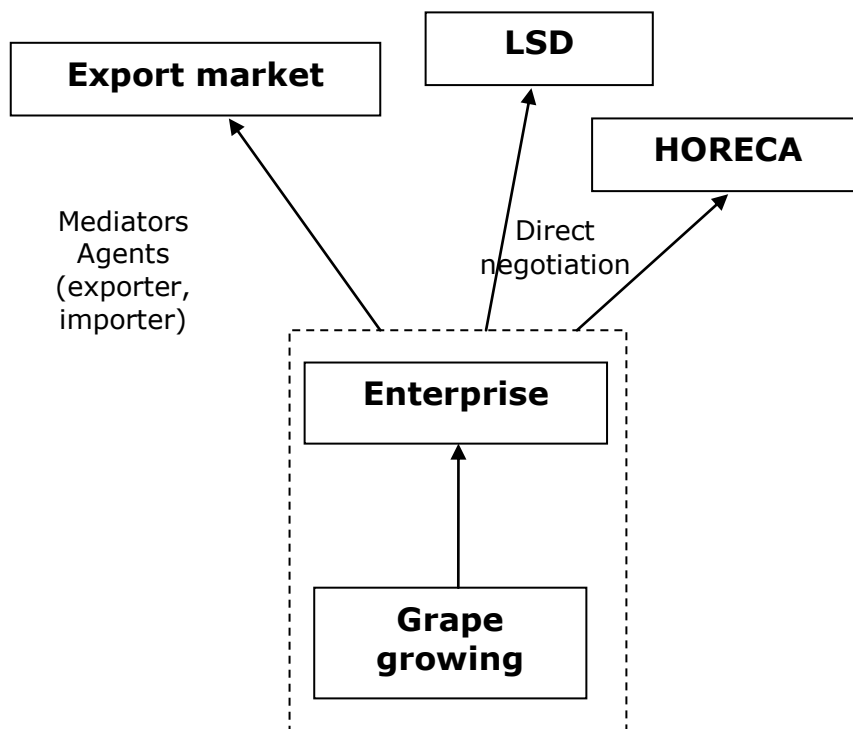 LSD
Export market
HORECA
Mediators
Agents
(exporter,
importer)
Direct
negotiation
Enterprise
Grape
growing